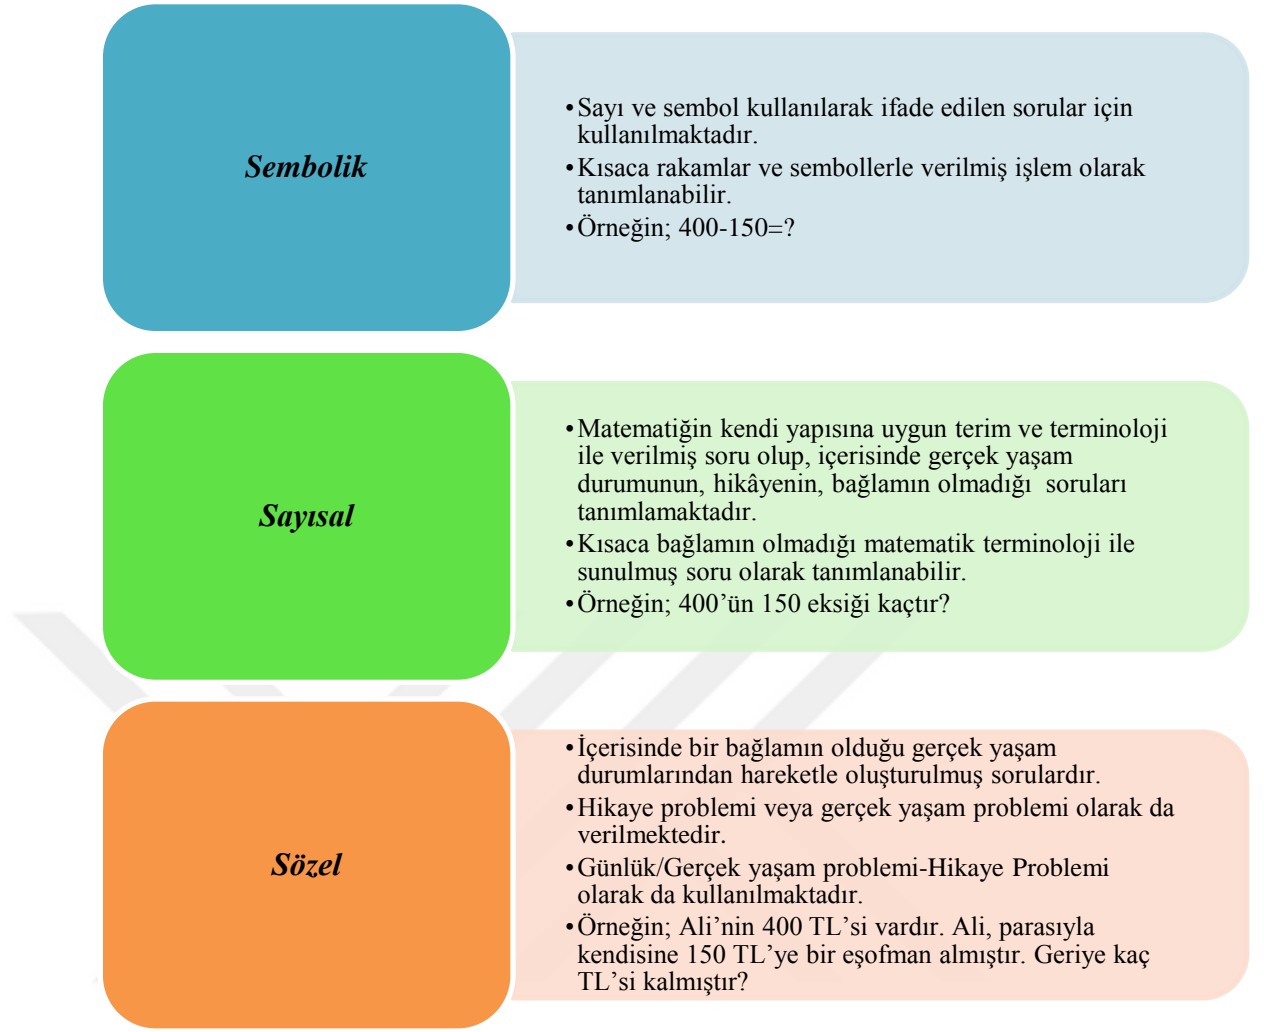 Sembolik
•Sayı ve sembol kullanılarak ifade edilen sorular için
kullanılmaktadır.
•Kısaca rakamlar ve sembollerle verilmiş işlem olarak
tanımlanabilir.
•Örneğin; 400-150=?
Sayısal
•Matematiğin kendi yapısına uygun terim ve terminoloji
ile verilmiş soru olup, içerisinde gerçek yaşam
durumunun, hikâyenin, bağlamın olmadığı soruları
tanımlamaktadır.
•Kısaca bağlamın olmadığı matematik terminoloji ile
sunulmuş soru olarak tanımlanabilir.
•Örneğin; 400’ün 150 eksiği kaçtır?
Sözel
•İçerisinde bir bağlamın olduğu gerçek yaşam
durumlarından hareketle oluşturulmuş sorulardır.
•Hikaye problemi veya gerçek yaşam problemi olarak da
verilmektedir.
•Günlük/Gerçek yaşam problemi-Hikaye Problemi
olarak da kullanılmaktadır.
•Örneğin; Ali’nin 400 TL’si vardır. Ali, parasıyla
kendisine 150 TL’ye bir eşofman almıştır. Geriye kaç
TL’si kalmıştır?